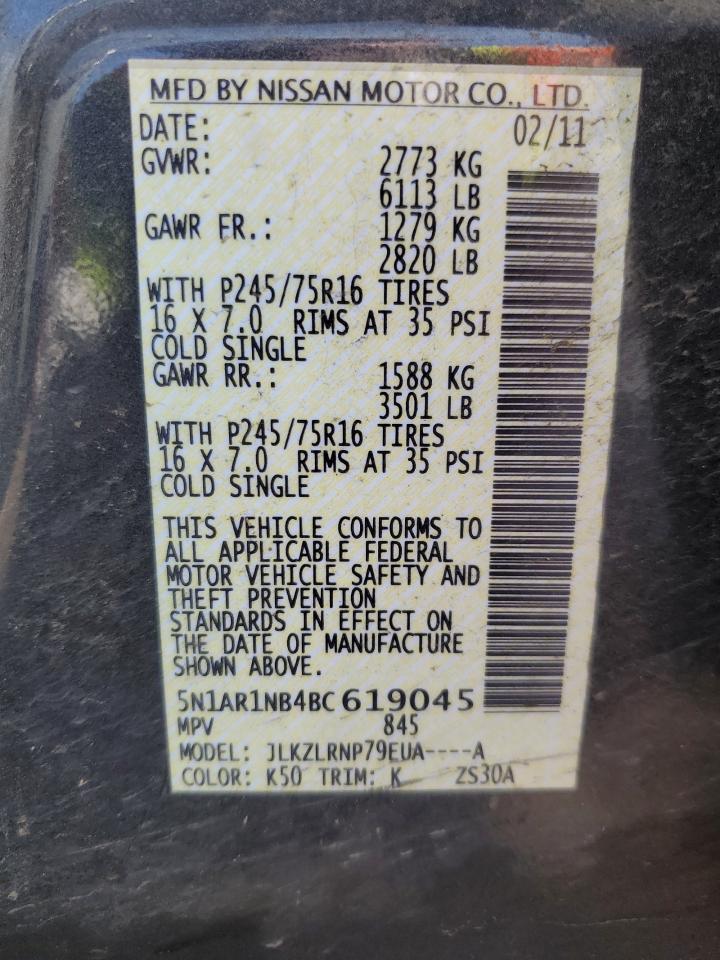 MFD BY NISSAN MOTOR CO., LTD.
DATE: 02/11
GVWR: 2773 KG
6113 LB
GAWR FR.: 1279 KG
2820 LB
WITH P245/75R16 TIRES
16 X 7.0 RIMS AT 35 PSI
COLD SINGLE
GAWR RR.: 1588 KG
3501 LB
WITH P245/75R16 TIRES
16 X 7.0 RIMS AT 35 PSI
COLD SINGLE
THIS VEHICLE CONFORMS TO
ALL APPLICABLE FEDERAL
MOTOR VEHICLE SAFETY AND
THEFT PREVENTION
STANDARDS IN EFFECT ON
THE DATE OF MANUFACTURE
SHOWN ABOVE.
5N1AR1NB4BC619045
MPV 845
MODEL: JLKZLRNP79EUA----A
COLOR: K50 TRIM: K ZS30A